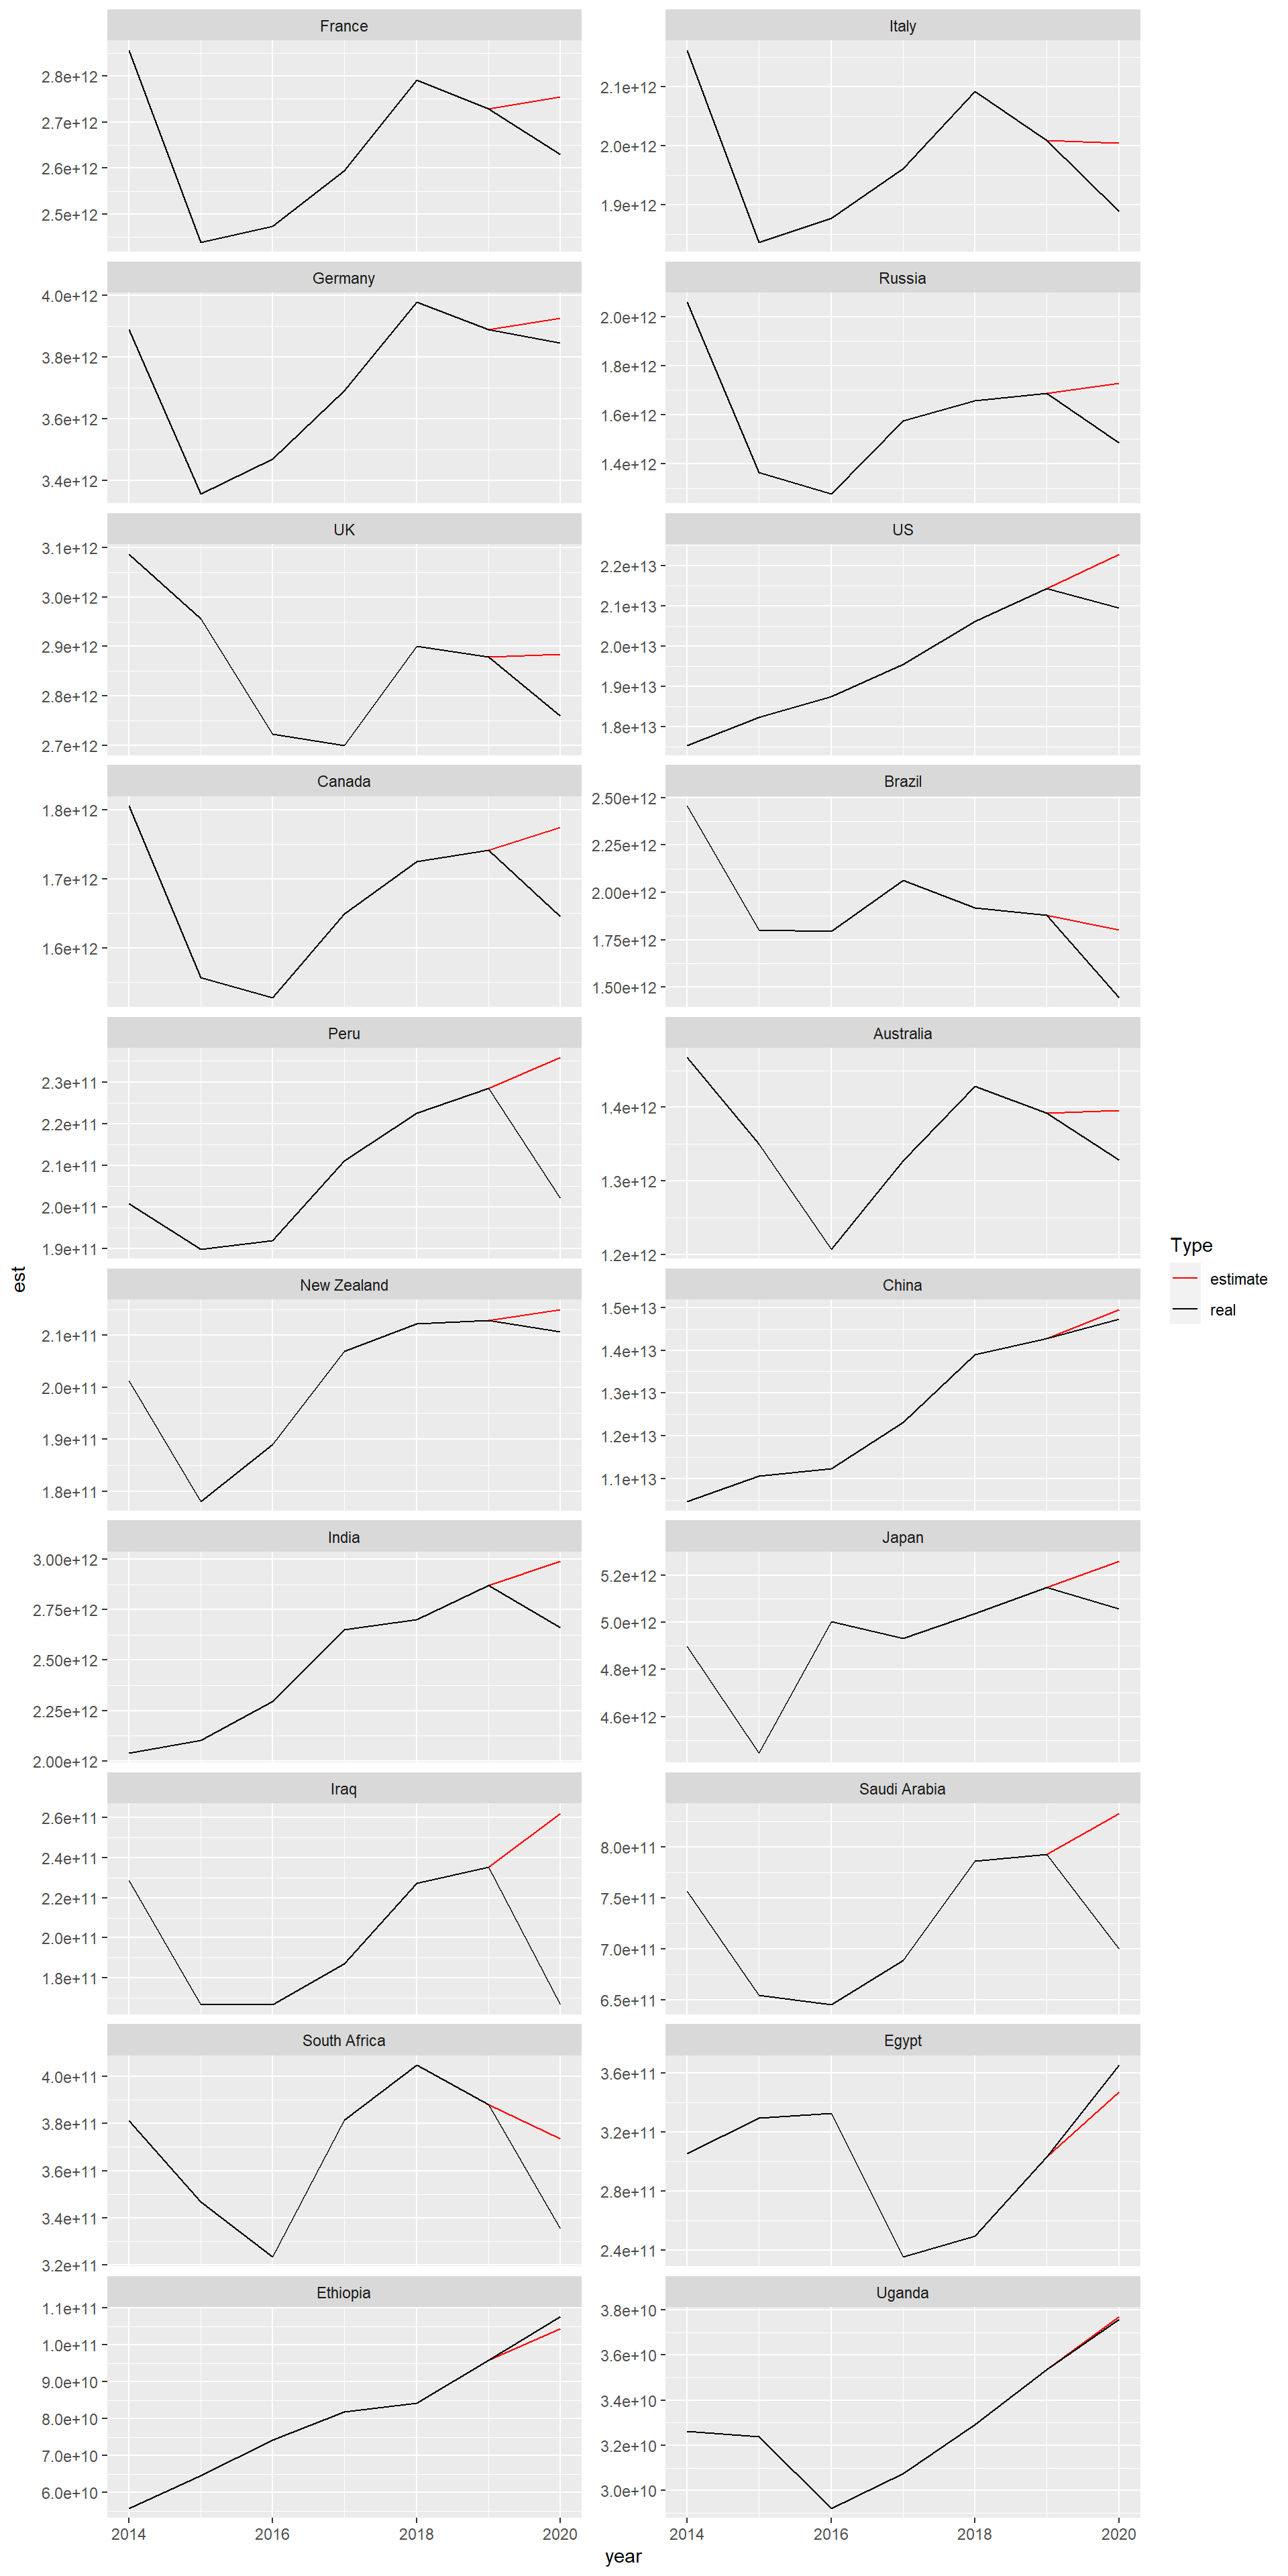 France
2.8e+12
2.7e+12
2.6e+12
2.5e+12
Italy
2.1e+12
2.0e+12
1.9e+12
Germany
4.0e+12
3.8e+12
3.6e+12
3.4e+12
Russia
2.0e+12
1.8e+12
1.6e+12
1.4e+12
UK
3.1e+12
3.0e+12
2.9e+12
2.8e+12
2.7e+12
US
2.2e+13
2.1e+13
2.0e+13
1.9e+13
1.8e+13
Canada
1.8e+12
1.7e+12
1.6e+12
Brazil
2.50e+12
2.25e+12
2.00e+12
1.75e+12
1.50e+12
Peru
2.3e+11
2.2e+11
2.1e+11
2.0e+11
1.9e+11
Australia
1.4e+12
1.3e+12
1.2e+12
New Zealand
2.1e+11
2.0e+11
1.9e+11
1.8e+11
China
1.5e+13
1.4e+13
1.3e+13
1.2e+13
1.1e+13
India
3.00e+12
2.75e+12
2.50e+12
2.25e+12
2.00e+12
Japan
5.2e+12
5.0e+12
4.8e+12
4.6e+12
Iraq
2.6e+11
2.4e+11
2.2e+11
2.0e+11
1.8e+11
Saudi Arabia
8.0e+11
7.5e+11
7.0e+11
6.5e+11
South Africa
4.0e+11
3.8e+11
3.6e+11
3.4e+11
3.2e+11
Egypt
3.6e+11
3.2e+11
2.8e+11
2.4e+11
Ethiopia
1.1e+11
1.0e+11
9.0e+10
8.0e+10
7.0e+10
6.0e+10
Uganda
3.8e+10
3.6e+10
3.4e+10
3.2e+10
3.0e+10
2014 2016 2018 2020
2014 2016 2018 2020
year
est
Type
estimate
real